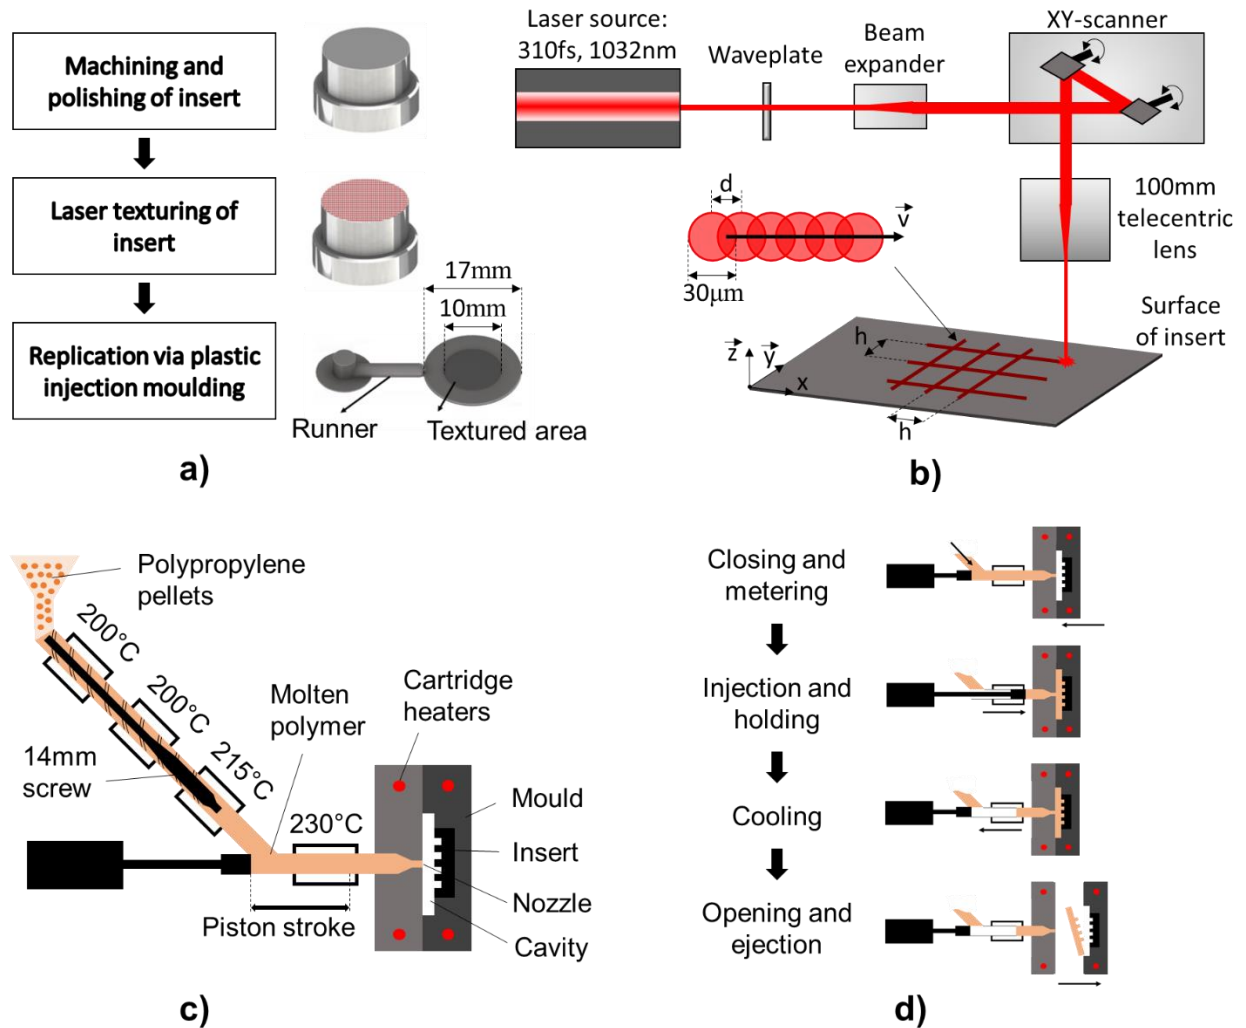 Machining and
polishing of insert
Laser texturing of
insert
Replication via plastic
injection moulding
17mm
10mm
Runner
Textured area
a)
Laser source:
310fs, 1032nm
Waveplate
Beam
expander
XY-scanner
100mm
telecentric
lens
d
v
30μm
Surface
of insert
h
z
y
x
h
b)
Polypropylene
pellets
200°C
200°C
215°C
14mm
screw
Molten
polymer
Cartridge
heaters
230°C
Mould
Insert
Nozzle
Cavity
Piston stroke
c)
Closing and
metering
Injection and
holding
Cooling
Opening and
ejection
d)